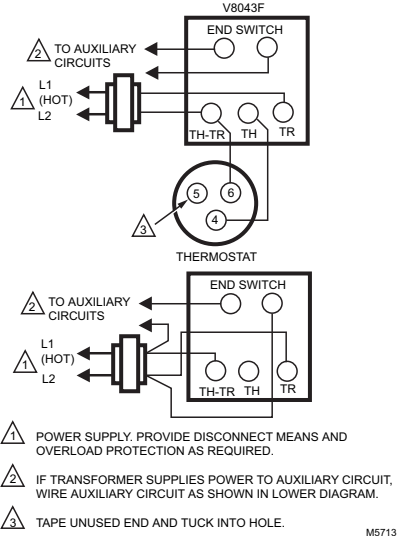 V8043F
END SWITCH
2 TO AUXILIARY
CIRCUITS
L1
1 (HOT)
L2
TH-TR TH TR
5 6
4
3
THERMOSTAT
END SWITCH
2 TO AUXILIARY
CIRCUITS
L1
1 (HOT)
L2
TH-TR TH TR
1 POWER SUPPLY. PROVIDE DISCONNECT MEANS AND
OVERLOAD PROTECTION AS REQUIRED.
2 IF TRANSFORMER SUPPLIES POWER TO AUXILIARY CIRCUIT,
WIRE AUXILIARY CIRCUIT AS SHOWN IN LOWER DIAGRAM.
3 TAPE UNUSED END AND TUCK INTO HOLE.
M5713